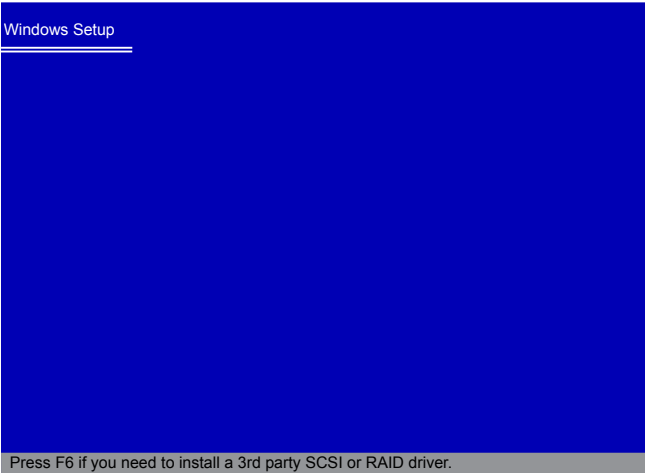 Windows Setup
Press F6 if you need to install a 3rd party SCSI or RAID driver.